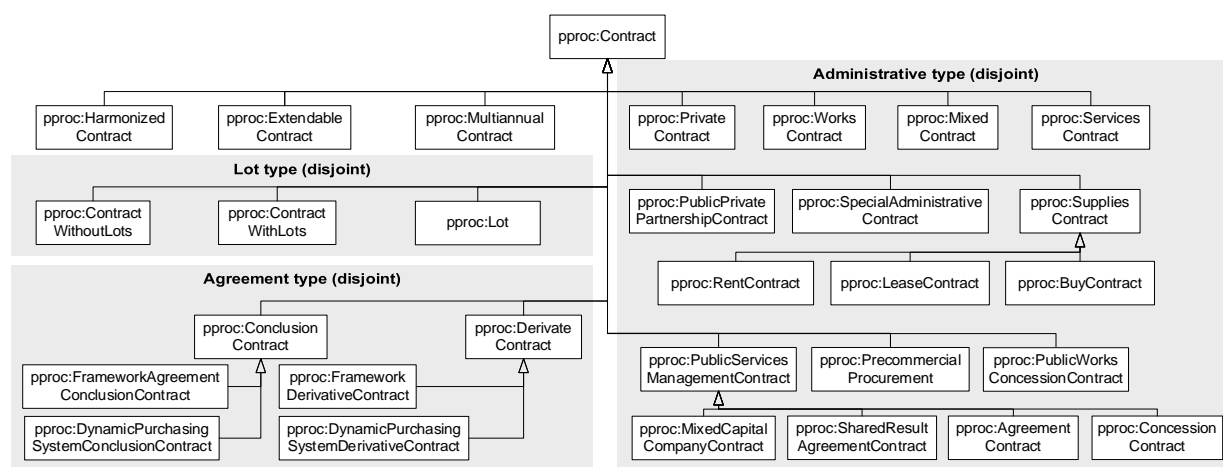 pproc:Contract
Administrative type (disjoint)
pproc:Harmonized
Contract
pproc:Extendable
Contract
pproc:Multiannual
Contract
pproc:Private
Contract
pproc:Works
Contract
pproc:Mixed
Contract
pproc:Services
Contract
Lot type (disjoint)
pproc:Contract
WithoutLots
pproc:Contract
WithLots
pproc:Lot
pproc:PublicPrivate
PartnershipContract
pproc:SpecialAdministrative
Contract
pproc:Supplies
Contract
pproc:RentContract
pproc:LeaseContract
pproc:BuyContract
Agreement type (disjoint)
pproc:Conclusion
Contract
pproc:Derivate
Contract
pproc:FrameworkAgreement
ConclusionContract
pproc:Framework
DerivativeContract
pproc:DynamicPurchasing
SystemConclusionContract
pproc:DynamicPurchasing
SystemDerivativeContract
pproc:PublicServices
ManagementContract
pproc:Precommercial
Procurement
pproc:PublicWorks
ConcessionContract
pproc:MixedCapital
CompanyContract
pproc:SharedResult
AgreementContract
pproc:Agreement
Contract
pproc:Concession
Contract